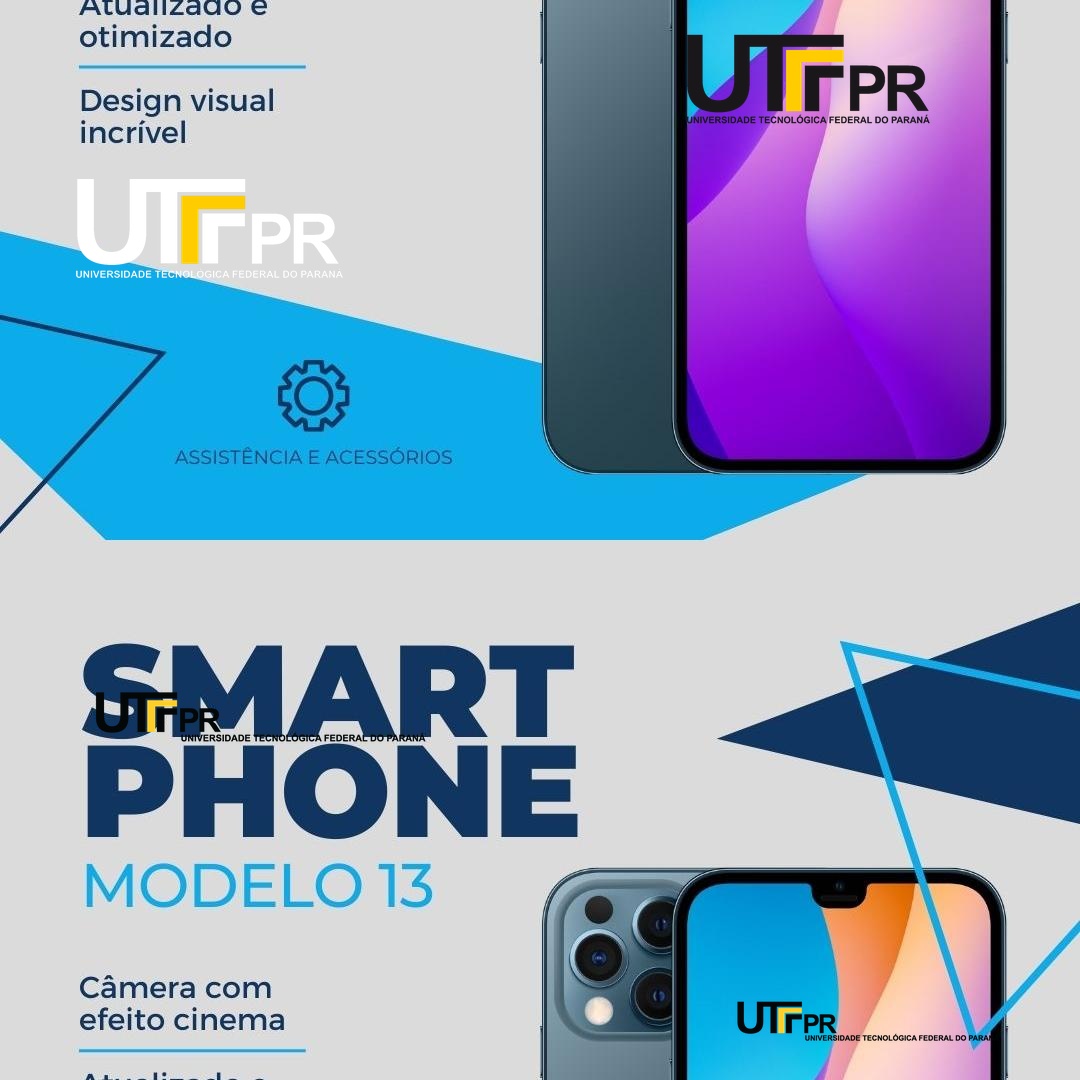 Atualizado e
otimizado
Design visual
incrível
UTFPR
UNIVERSIDADE TECNOLÓGICA FEDERAL DO PARANÁ
UTFPR
UNIVERSIDADE TECNOLÓGICA FEDERAL DO PARANÁ
ASSISTÊNCIA E ACESSÓRIOS
SMART
UTFPR
UNIVERSIDADE TECNOLÓGICA FEDERAL DO PARANÁ
PHONE
MODELO 13
Câmera com
efeito cinema
UTFPR
UNIVERSIDADE TECNOLÓGICA FEDERAL DO PARANÁ
Atualizado e